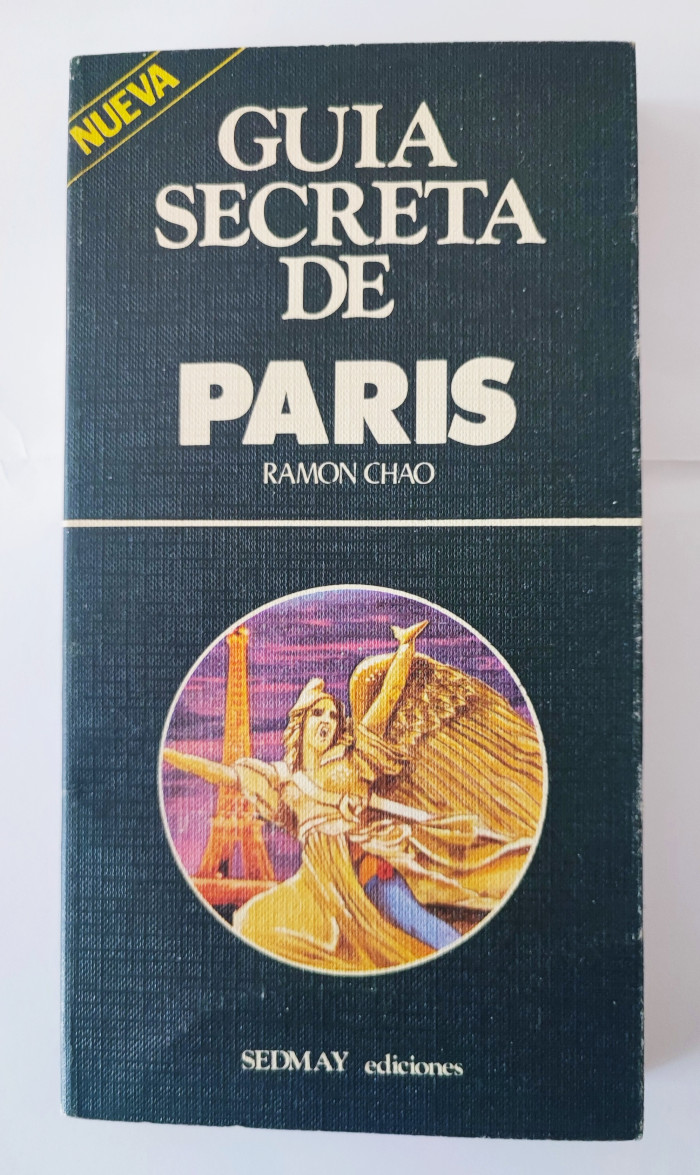 NUEVA
GUIA
SECRETA
DE
PARIS
RAMON CHAO
SEDMAY ediciones